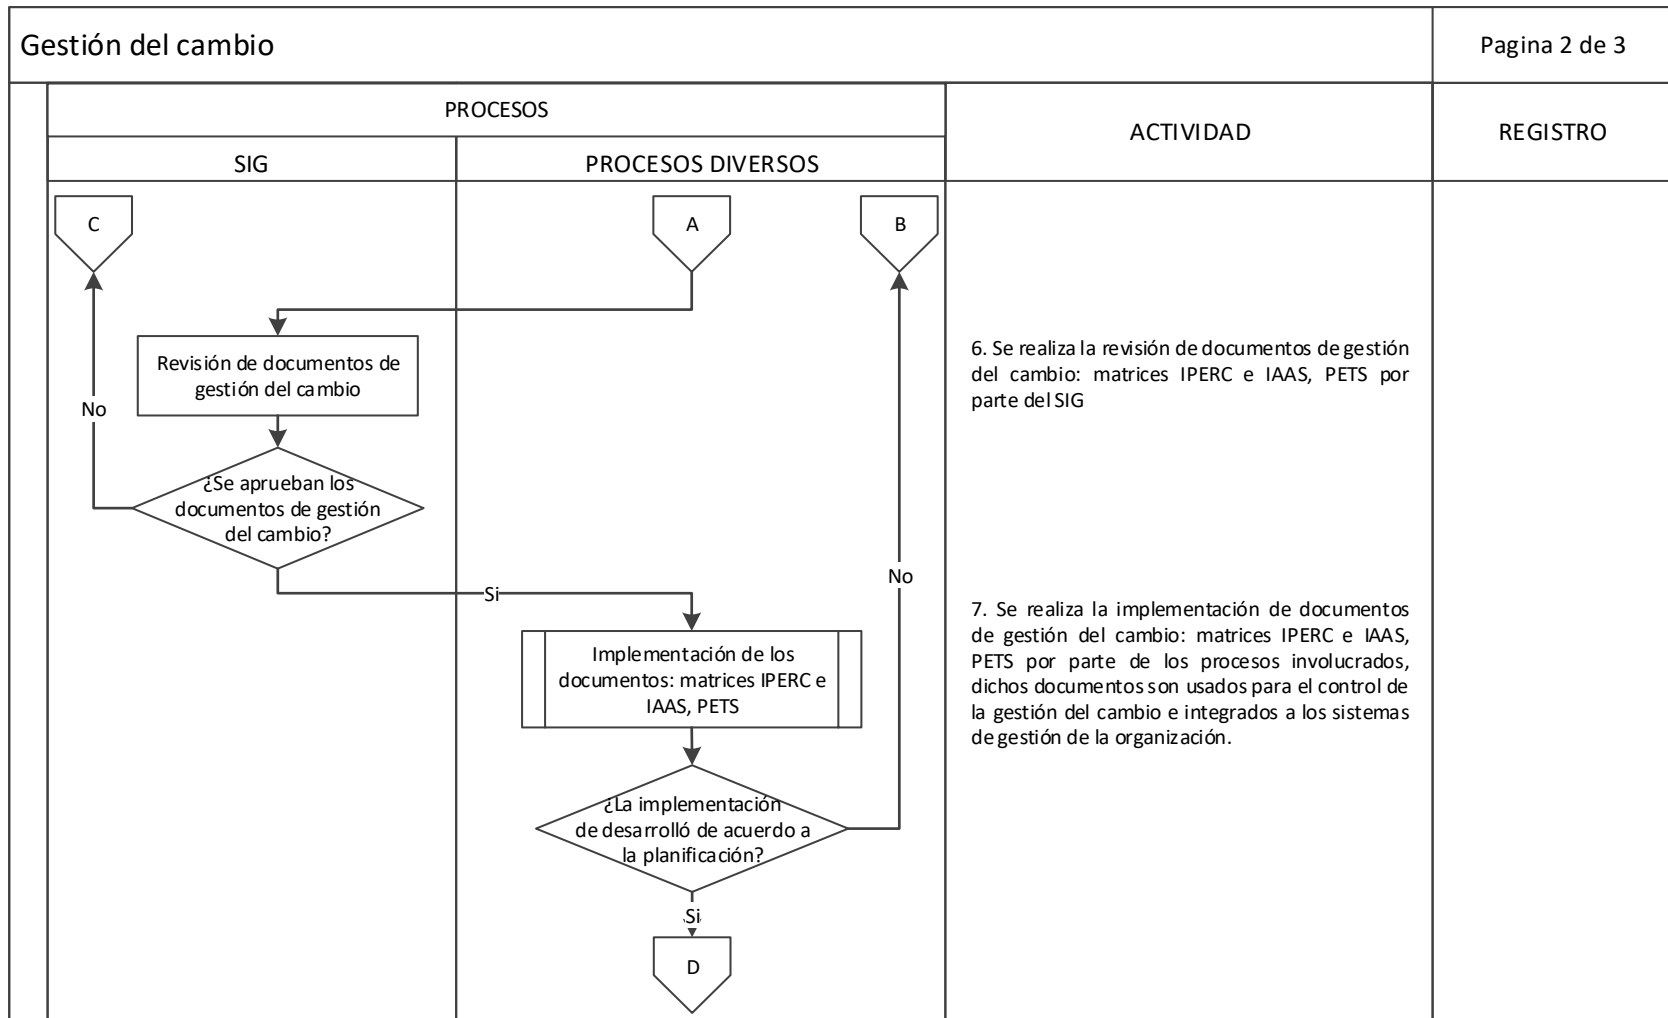 Gestión del cambio
Pagina 2 de 3
PROCESOS
ACTIVIDAD
REGISTRO
SIG
PROCESOS DIVERSOS
C
A
B
Revisión de documentos de
gestión del cambio
No
¿Se aprueban los
documentos de gestión
del cambio?
6. Se realiza la revisión de documentos de gestión
del cambio: matrices IPERC e IAAS, PETS por
parte del SIG
Si
No
Implementación de los
documentos: matrices IPERC e
IAAS, PETS
7. Se realiza la implementación de documentos
de gestión del cambio: matrices IPERC e IAAS,
PETS por parte de los procesos involucrados,
dichos documentos son usados para el control de
la gestión del cambio e integrados a los sistemas
de gestión de la organización.
¿La implementación
de desarrolló de acuerdo a
la planificación?
Si
D